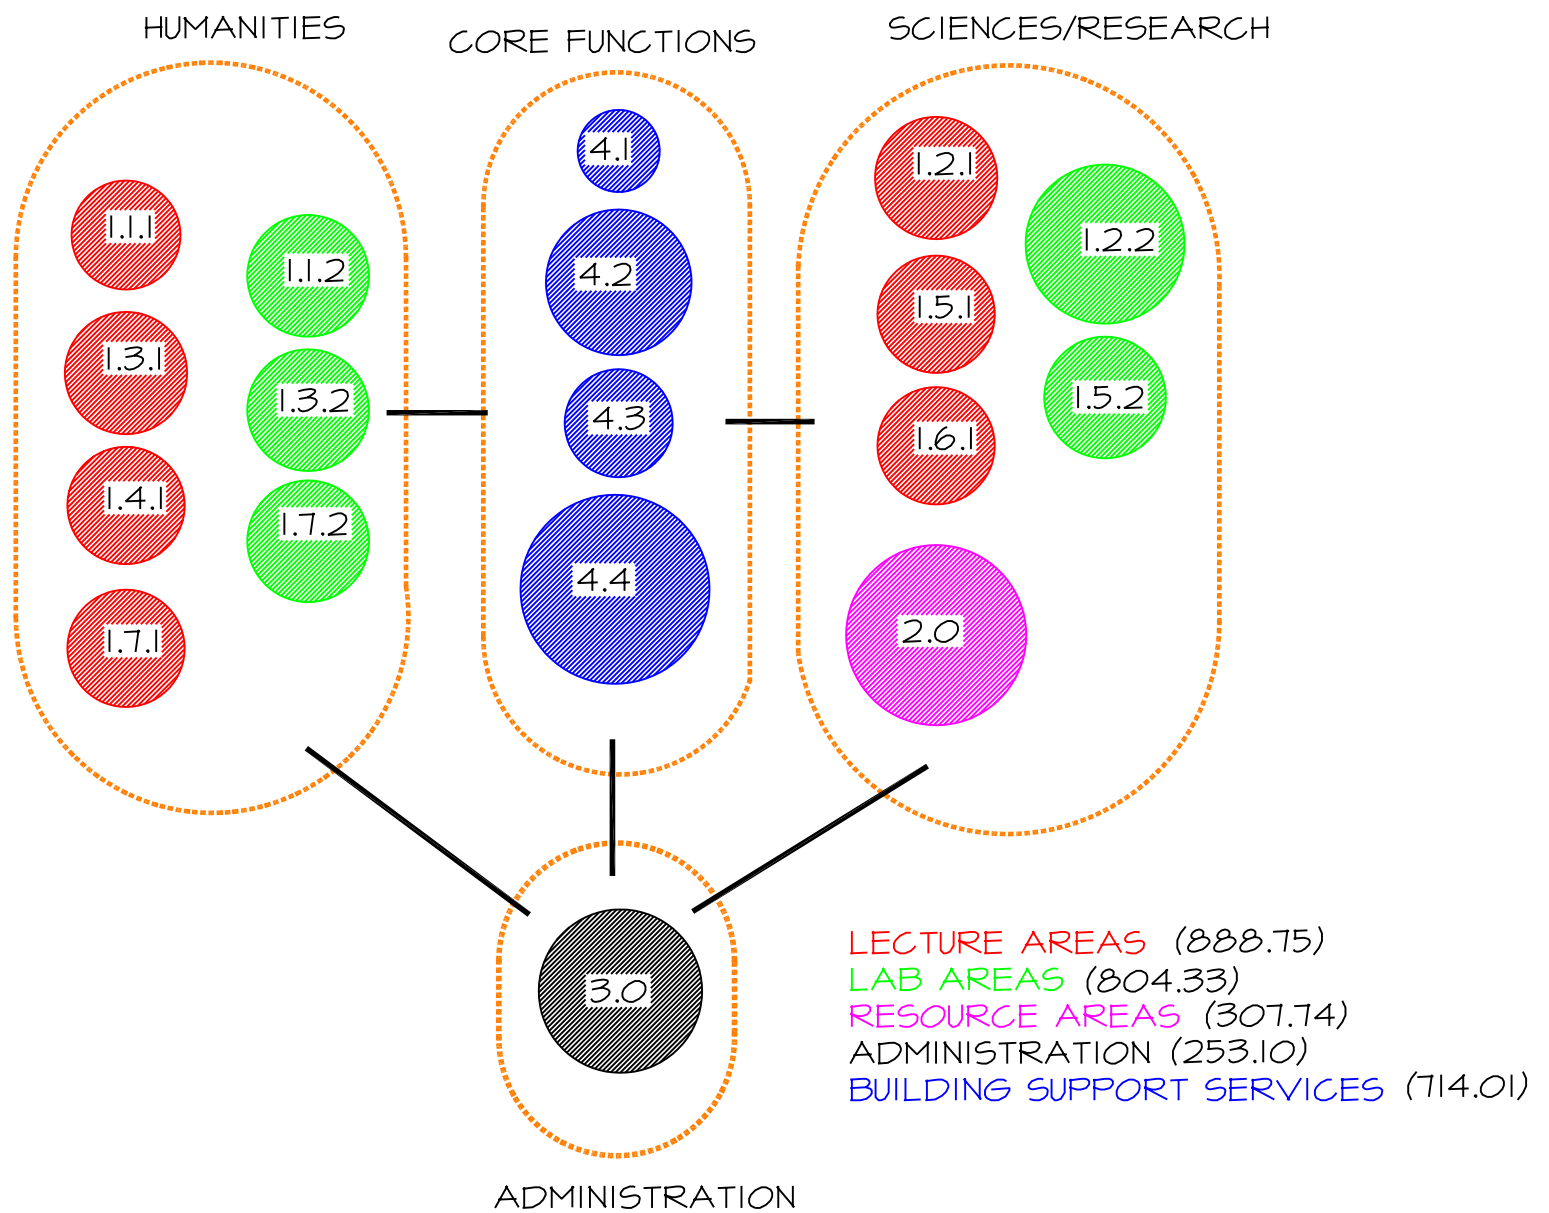 HUMANITIES
CORE FUNCTIONS
SCIENCES/RESEARCH
1.1.1
1.1.2
1.3.1
1.3.2
1.4.1
1.7.2
1.7.1
4.1
4.2
4.3
4.4
1.2.1
1.2.2
1.5.1
1.5.2
1.6.1
2.0
3.0
LECTURE AREAS (888.75)
LAB AREAS (804.33)
RESOURCE AREAS (307.74)
ADMINISTRATION (253.10)
BUILDING SUPPORT SERVICES (714.01)
ADMINISTRATION